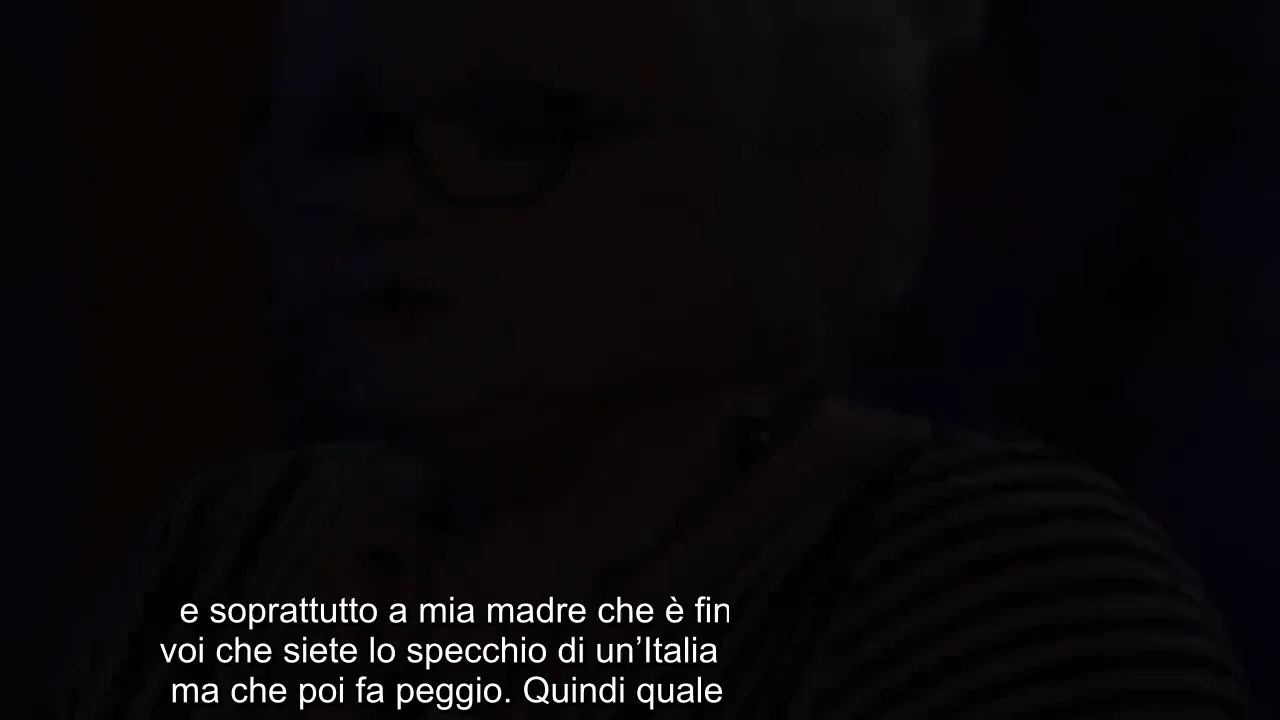 e soprattutto a mia madre che è fin
voi che siete lo specchio di un’Italia
ma che poi fa peggio. Quindi quale